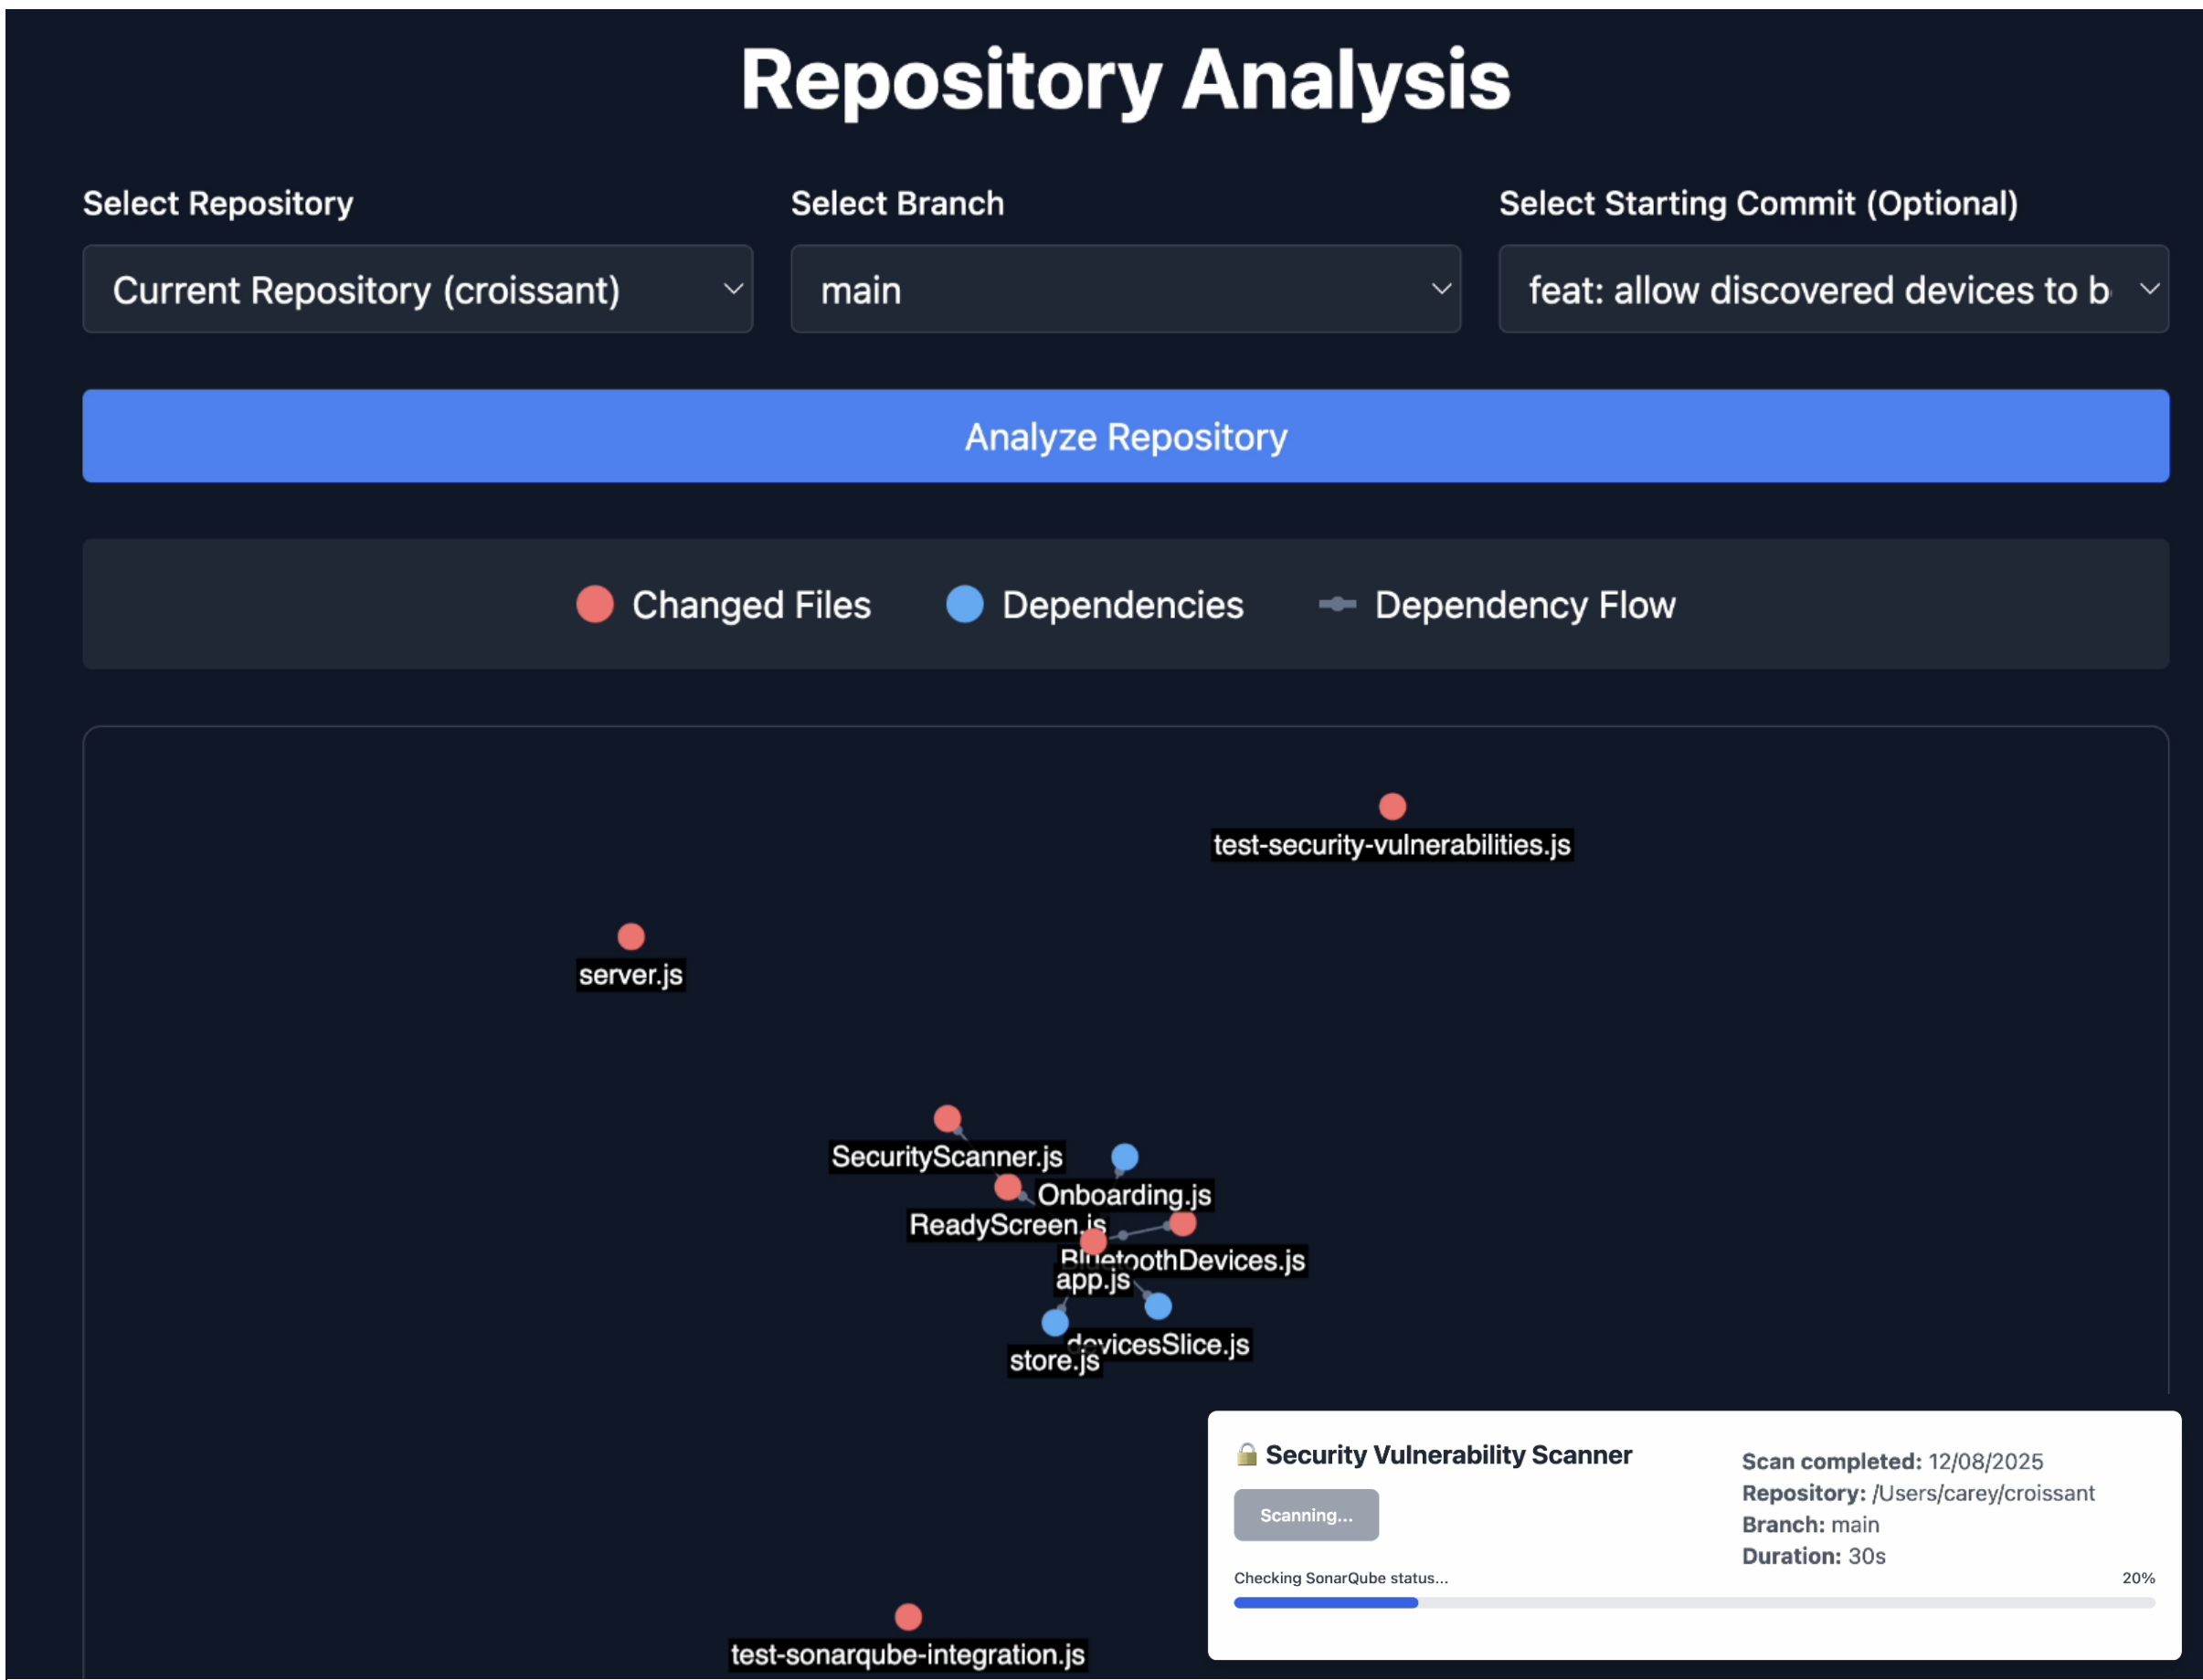 Repository Analysis
Select Repository
Select Branch
Select Starting Commit (Optional)
Current Repository (croissant)
main
feat: allow discovered devices to b
Analyze Repository
Changed Files
Dependencies
Dependency Flow
test-security-vulnerabilities.js
server.js
SecurityScanner.js
Onboarding.js
ReadyScreen.js
BluetoothDevices.js
app.js
devicesSlice.js
store.js
🔒 Security Vulnerability Scanner
Scanning...
Scan completed: 12/08/2025
Repository: /Users/carey/croissant
Branch: main
Duration: 30s
Checking SonarQube status...
20%
test-sonarqube-integration.js